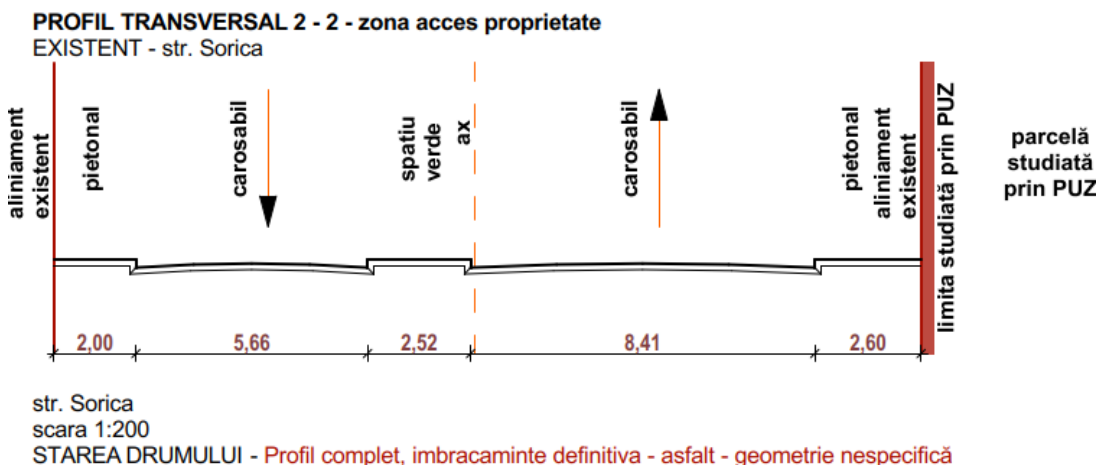 PROFIL TRANSVERSAL 2 - 2 - zona acces proprietate
EXISTENT - str. Sorica
aliniament
existent
pietonal
carosabil
spatiu
verde
ax
carosabil
pietonal
aliniament
existent
limita studiată prin PUZ
parcelă
studiată
prin PUZ
2,00
5,66
2,52
8,41
2,60
str. Sorica
scara 1:200
STAREA DRUMULUI - Profil complet, imbracaminte definitiva - asfalt - geometrie nespecifică